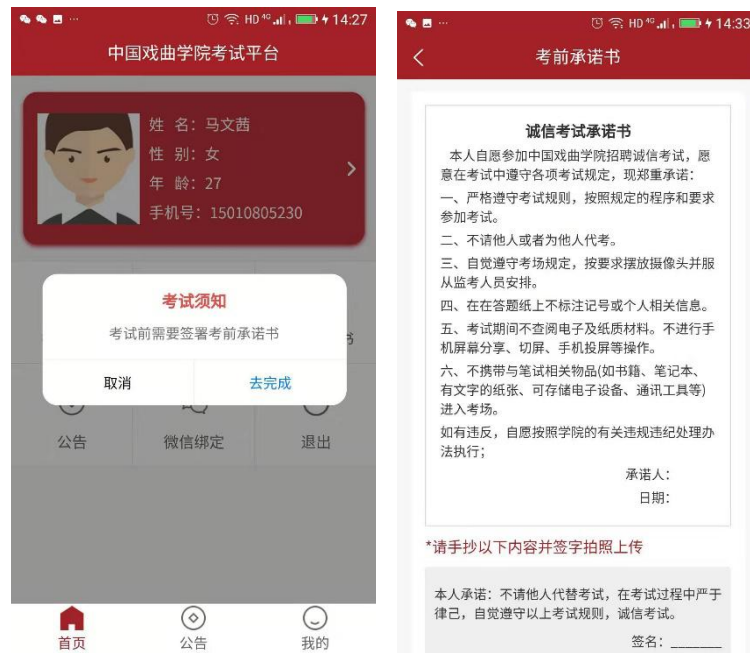 HD 4G 14:27
中国戏曲学院考试平台
姓 名：马文茜
性 别：女
年 龄：27
手机号：15010805230
考试须知
考试前需要签署考前承诺书
书
取消
去完成
公告
微信绑定
退出
首页
公告
我的
HD 4G 14:33
考前承诺书
诚信考试承诺书
本人自愿参加中国戏曲学院招聘诚信考试，愿
意在考试中遵守各项考试规定，现郑重承诺：
一、严格遵守考试规则，按照规定的程序和要求
参加考试。
二、不请他人或者为他人代考。
三、自觉遵守考场规定，按要求摆放摄像头并服
从监考人员安排。
四、在在答题纸上不标注记号或个人相关信息。
五、考试期间不查阅电子及纸质材料。不进行手
机屏幕分享、切屏、手机投屏等操作。
六、不携带与笔试相关物品(如书籍、笔记本、
有文字的纸张、可存储电子设备、通讯工具等)
进入考场。
如有违反，自愿按照学院的有关违规违纪处理办
法执行；
承诺人：
日期：
*请手抄以下内容并签字拍照上传
本人承诺：不请他人代替考试，在考试过程中严于
律己，自觉遵守以上考试规则，诚信考试。
签名：_______